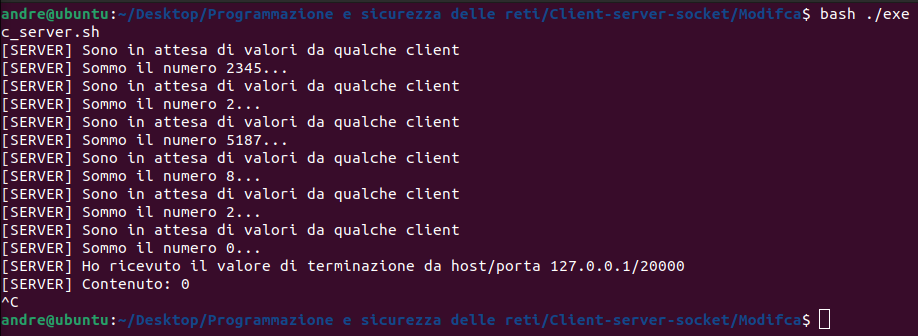 andre@ubuntu:~/Desktop/Programmazione e sicurezza delle reti/Client-server-socket/Modifca$ bash ./exe
c_server.sh
[SERVER] Sono in attesa di valori da qualche client
[SERVER] Sommo il numero 2345...
[SERVER] Sono in attesa di valori da qualche client
[SERVER] Sommo il numero 2...
[SERVER] Sono in attesa di valori da qualche client
[SERVER] Sommo il numero 5187...
[SERVER] Sono in attesa di valori da qualche client
[SERVER] Sommo il numero 8...
[SERVER] Sono in attesa di valori da qualche client
[SERVER] Sommo il numero 2...
[SERVER] Sono in attesa di valori da qualche client
[SERVER] Sommo il numero 0...
[SERVER] Ho ricevuto il valore di terminazione da host/porta 127.0.0.1/20000
[SERVER] Contenuto: 0
^C
andre@ubuntu:~/Desktop/Programmazione e sicurezza delle reti/Client-server-socket/Modifca$